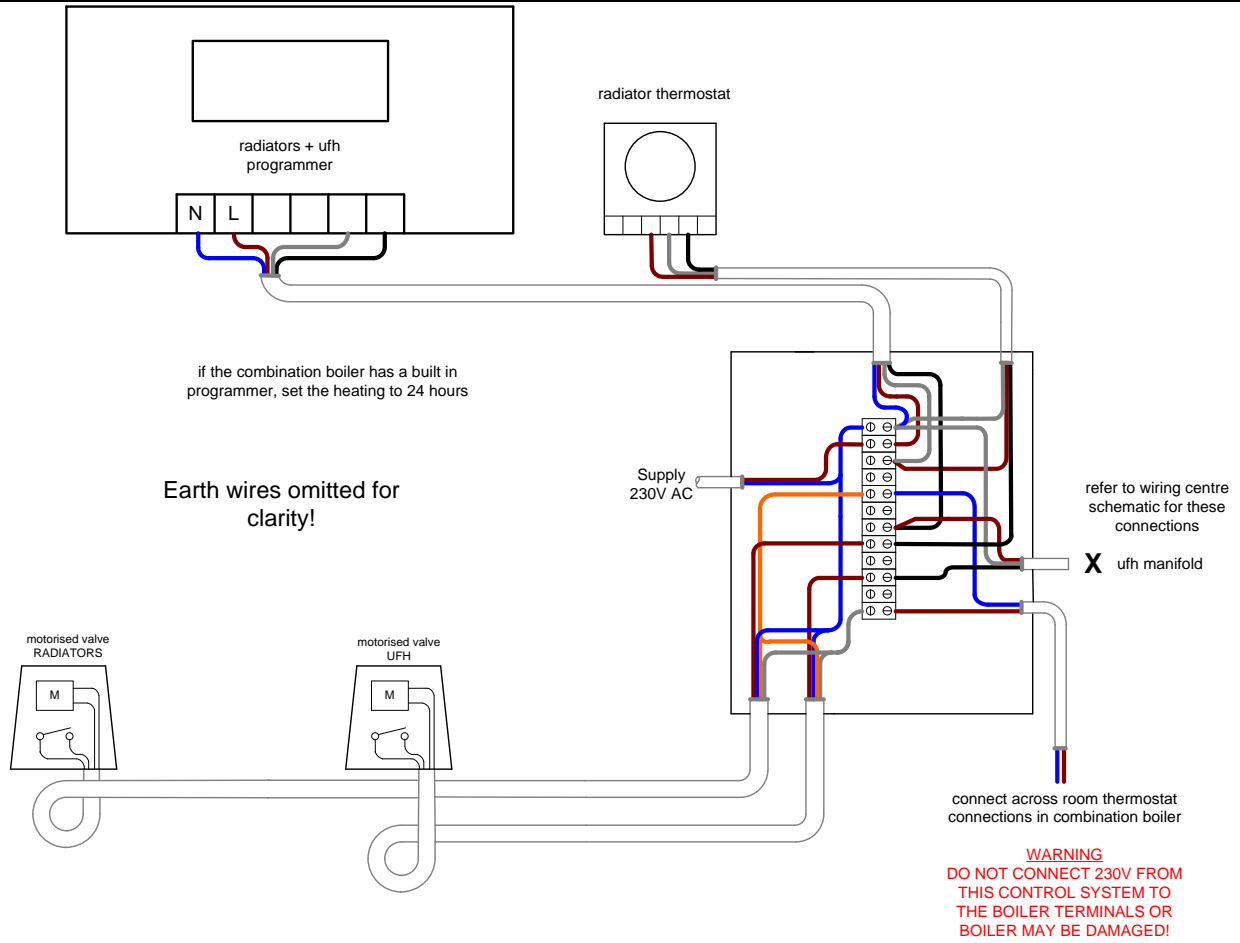 radiators + ufh
programmer
N L
radiator thermostat
if the combination boiler has a built in
programmer, set the heating to 24 hours
Earth wires omitted for
clarity!
Supply
230V AC
refer to wiring centre
schematic for these
connections
X ufh manifold
motorised valve
RADIATORS
M
motorised valve
UFH
M
connect across room thermostat
connections in combination boiler
WARNING
DO NOT CONNECT 230V FROM
THIS CONTROL SYSTEM TO
THE BOILER TERMINALS OR
BOILER MAY BE DAMAGED!